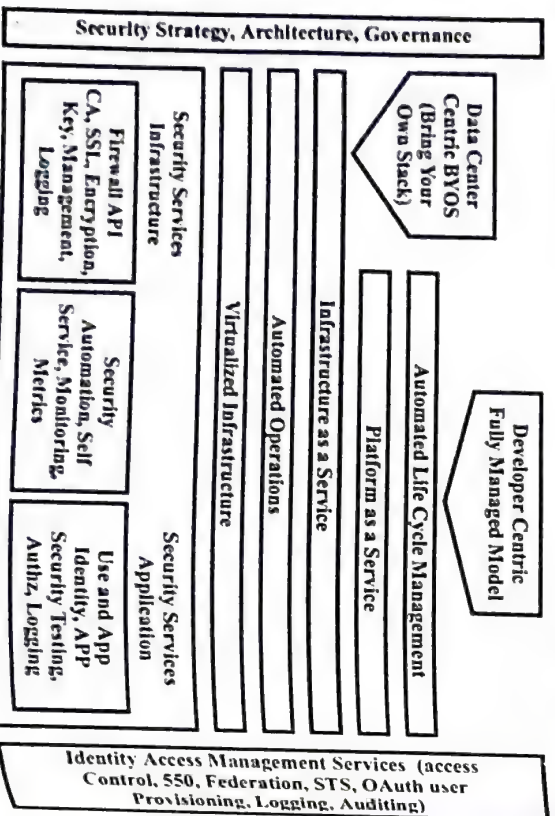 Security Strategy, Architecture, Governance
Data Center
Centric BYOS
(Bring Your
Own Stack)
Developer Centric
Fully Managed Model
Automated Life Cycle Management
Platform as a Service
Infrastructure as a Service
Automated Operations
Virtualized Infrastructure
Security Services
Infrastructure
Security Services
Application
Firewall API
CA, SSL, Encryption,
Key, Management,
Logging
Security
Automation, Self
Service, Monitoring,
Metrics
Use and App
Identity, APP
Security Testing,
Authz, Logging
Identity Access Management Services (access
Control, 550, Federation, STS, OAuth user
Provisioning, Logging, Auditing)